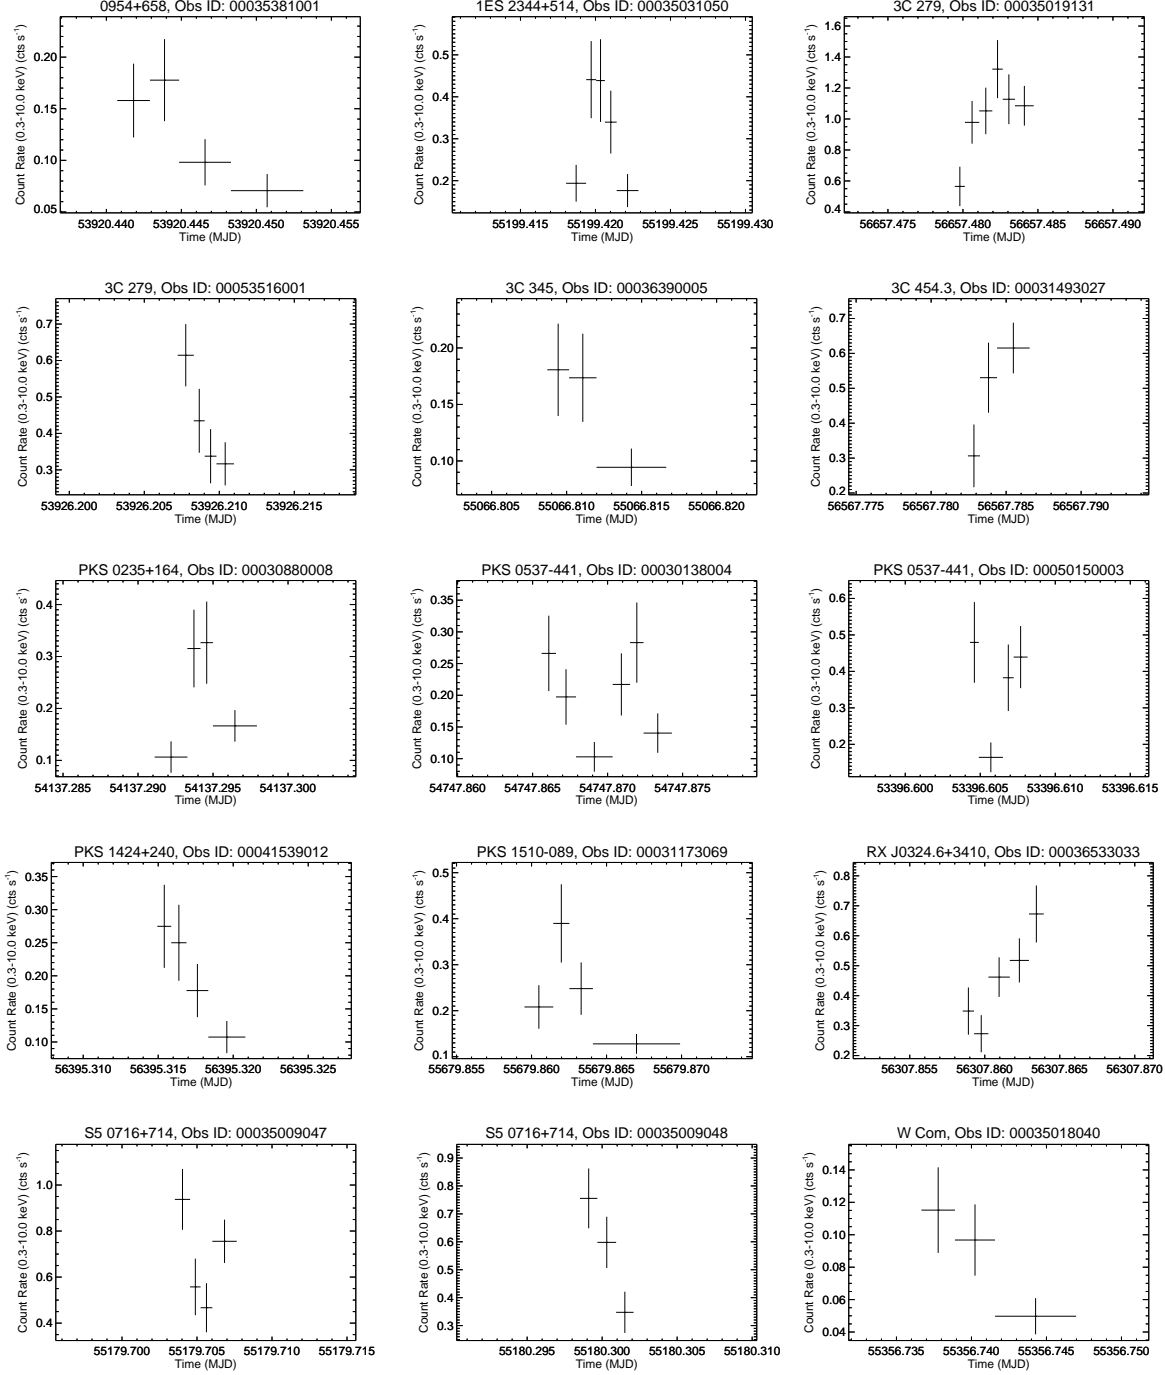 0954+658, Obs ID: 00035381001
Count Rate (0.3-10.0 keV) (cts s⁻¹)
0.20
0.15
0.10
0.05
53920.440 53920.445 53920.450 53920.455
Time (MJD)
1ES 2344+514, Obs ID: 00035031050
Count Rate (0.3-10.0 keV) (cts s⁻¹)
0.5
0.4
0.3
0.2
55199.415 55199.420 55199.425 55199.430
Time (MJD)
3C 279, Obs ID: 00035019131
Count Rate (0.3-10.0 keV) (cts s⁻¹)
1.6
1.4
1.2
1.0
0.8
0.6
0.4
56657.475 56657.480 56657.485 56657.490
Time (MJD)
3C 279, Obs ID: 00053516001
Count Rate (0.3-10.0 keV) (cts s⁻¹)
0.7
0.6
0.5
0.4
0.3
53926.200 53926.205 53926.210 53926.215
Time (MJD)
3C 345, Obs ID: 00036390005
Count Rate (0.3-10.0 keV) (cts s⁻¹)
0.20
0.15
0.10
55066.805 55066.810 55066.815 55066.820
Time (MJD)
3C 454.3, Obs ID: 00031493027
Count Rate (0.3-10.0 keV) (cts s⁻¹)
0.7
0.6
0.5
0.4
0.3
0.2
56567.775 56567.780 56567.785 56567.790
Time (MJD)
PKS 0235+164, Obs ID: 00030880008
Count Rate (0.3-10.0 keV) (cts s⁻¹)
0.4
0.3
0.2
0.1
54137.285 54137.290 54137.295 54137.300
Time (MJD)
PKS 0537-441, Obs ID: 00030138004
Count Rate (0.3-10.0 keV) (cts s⁻¹)
0.35
0.30
0.25
0.20
0.15
0.10
54747.860 54747.865 54747.870 54747.875
Time (MJD)
PKS 0537-441, Obs ID: 00050150003
Count Rate (0.3-10.0 keV) (cts s⁻¹)
0.6
0.5
0.4
0.3
0.2
53396.600 53396.605 53396.610 53396.615
Time (MJD)
PKS 1424+240, Obs ID: 00041539012
Count Rate (0.3-10.0 keV) (cts s⁻¹)
0.35
0.30
0.25
0.20
0.15
0.10
56395.310 56395.315 56395.320 56395.325
Time (MJD)
PKS 1510-089, Obs ID: 00031173069
Count Rate (0.3-10.0 keV) (cts s⁻¹)
0.5
0.4
0.3
0.2
0.1
55679.855 55679.860 55679.865 55679.870
Time (MJD)
RX J0324.6+3410, Obs ID: 00036533033
Count Rate (0.3-10.0 keV) (cts s⁻¹)
0.8
0.7
0.6
0.5
0.4
0.3
0.2
56307.855 56307.860 56307.865 56307.870
Time (MJD)
S5 0716+714, Obs ID: 00035009047
Count Rate (0.3-10.0 keV) (cts s⁻¹)
1.0
0.8
0.6
0.4
55179.700 55179.705 55179.710 55179.715
Time (MJD)
S5 0716+714, Obs ID: 00035009048
Count Rate (0.3-10.0 keV) (cts s⁻¹)
0.9
0.8
0.7
0.6
0.5
0.4
0.3
55180.295 55180.300 55180.305 55180.310
Time (MJD)
W Com, Obs ID: 00035018040
Count Rate (0.3-10.0 keV) (cts s⁻¹)
0.14
0.12
0.10
0.08
0.06
0.04
55356.735 55356.740 55356.745 55356.750
Time (MJD)